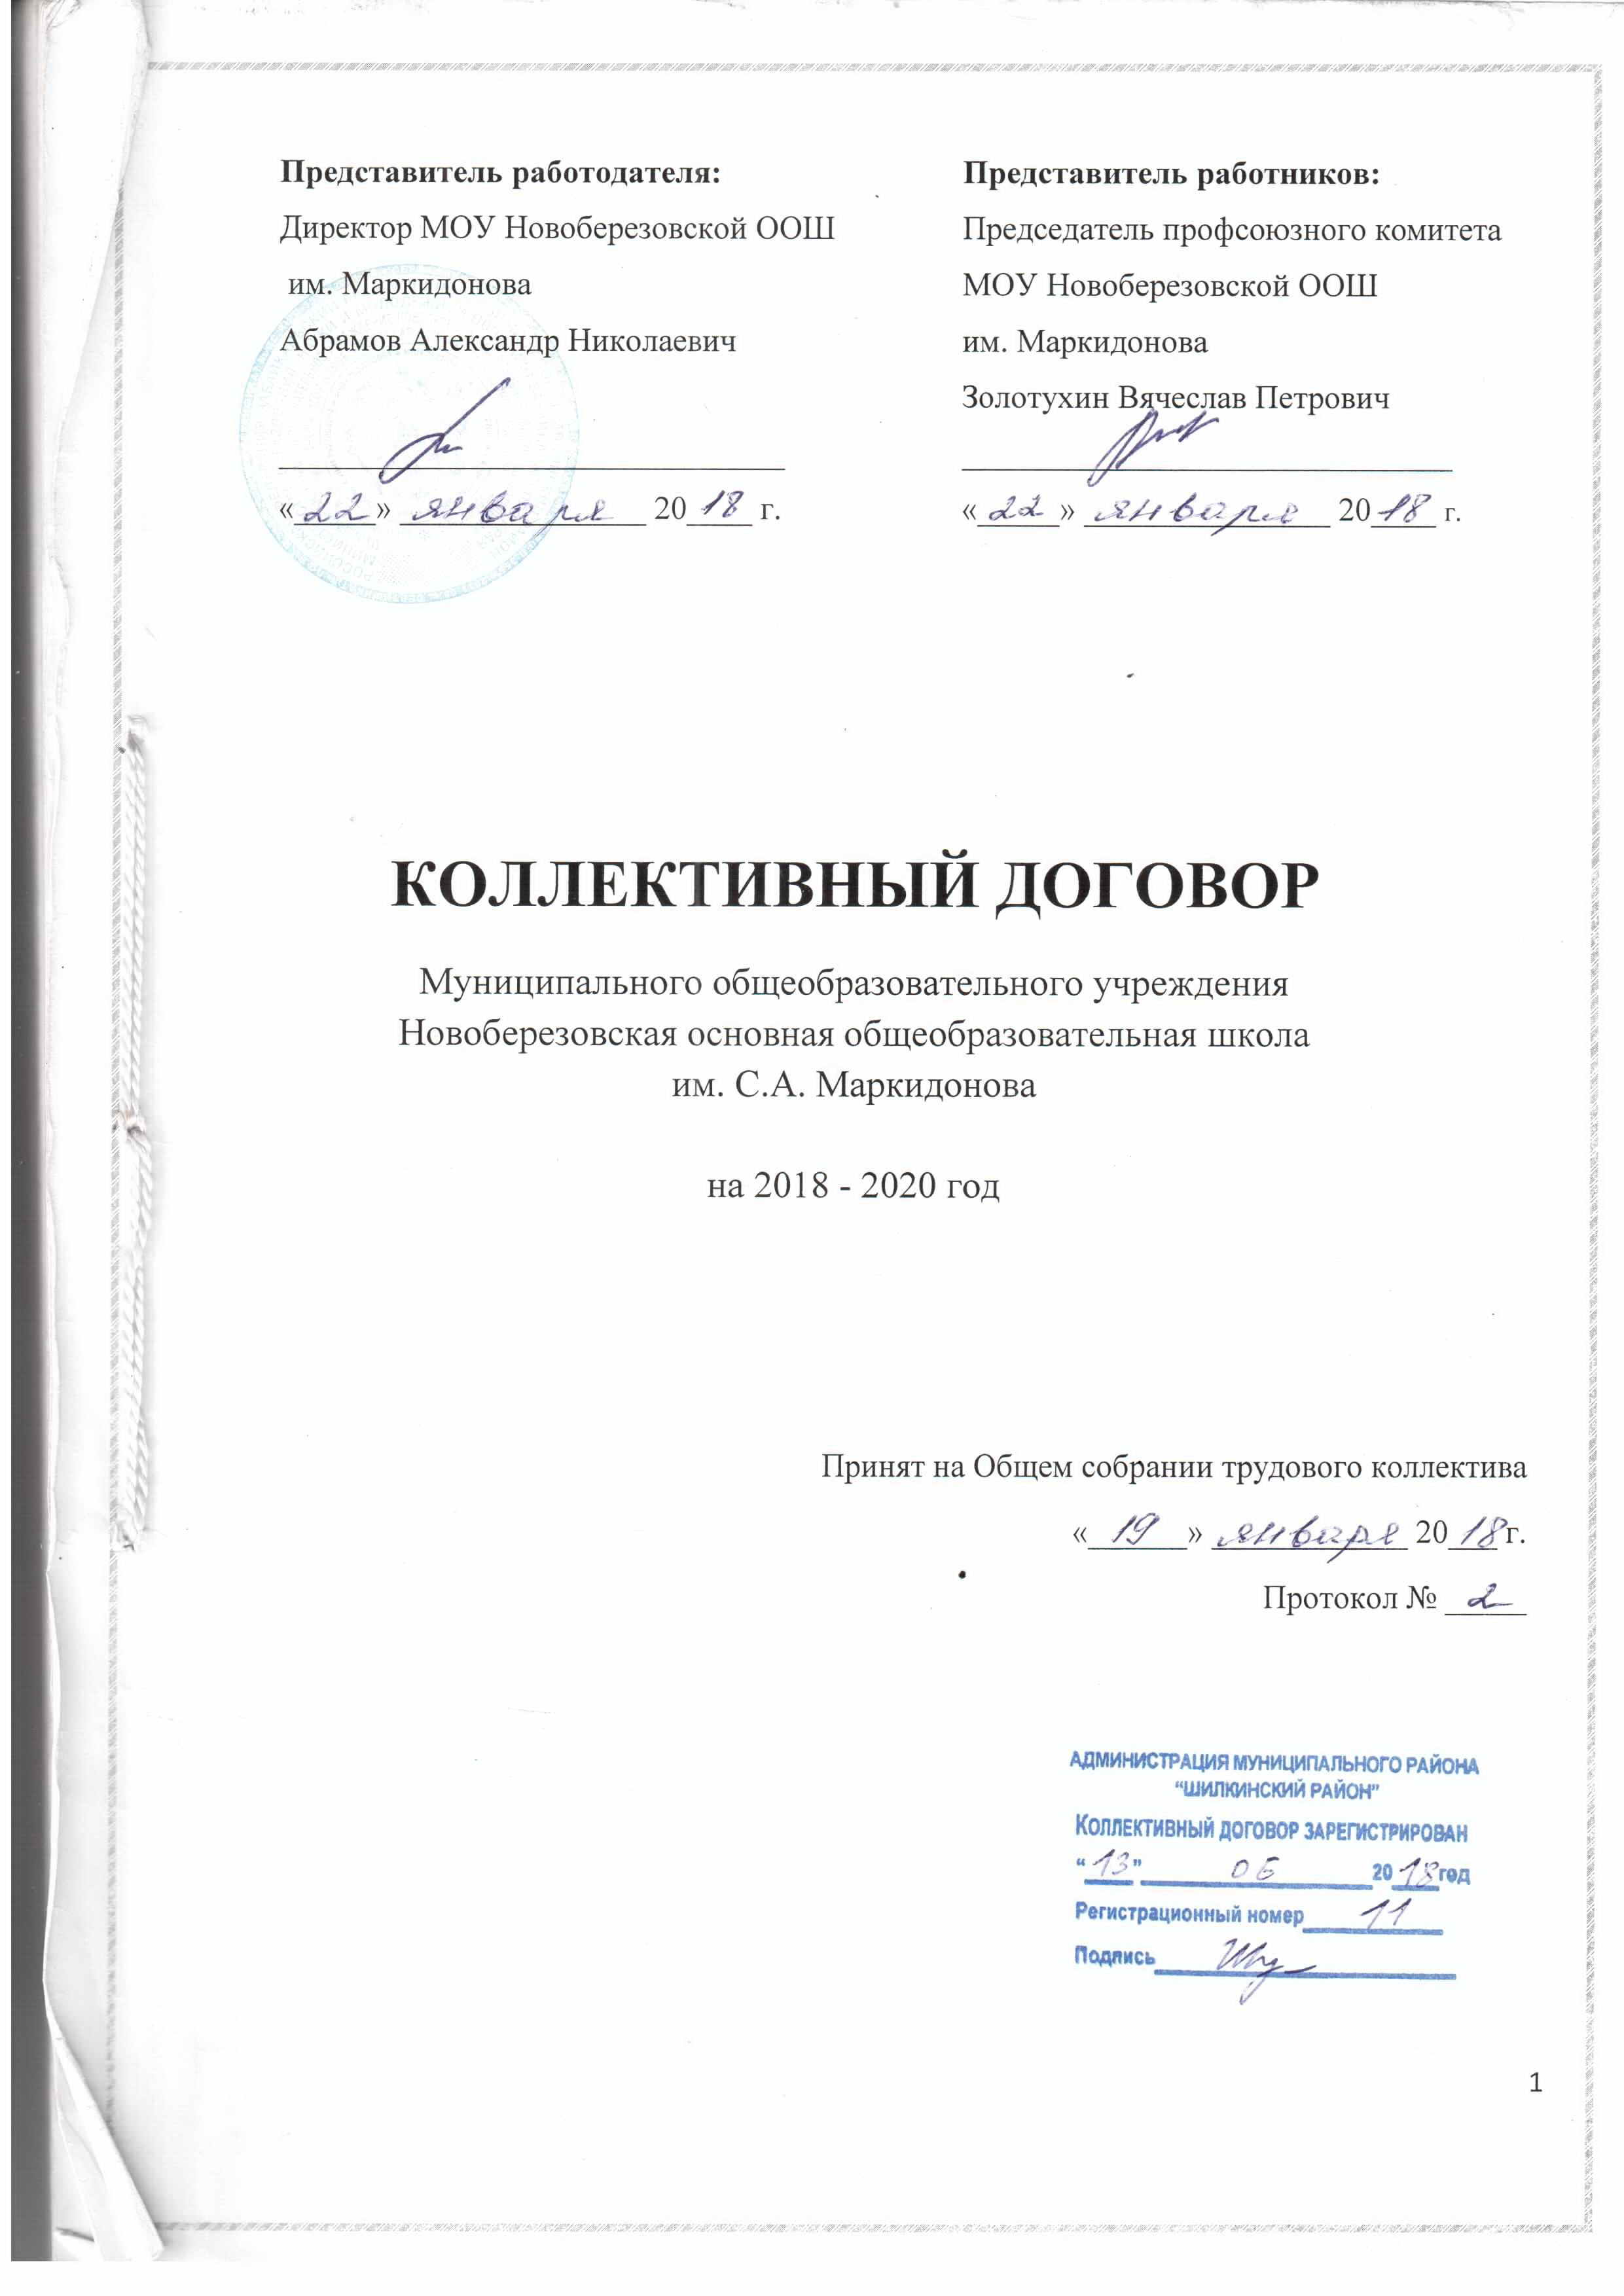 Представитель работодателя:
Директор МОУ Новоберезовской ООШ
им. Маркидонова
Абрамов Александр Николаевич
«22» января 2018 г.
Представитель работников:
Председатель профсоюзного комитета
МОУ Новоберезовской ООШ
им. Маркидонова
Золотухин Вячеслав Петрович
«22» января 2018 г.
КОЛЛЕКТИВНЫЙ ДОГОВОР
Муниципального общеобразовательного учреждения
Новоберезовская основная общеобразовательная школа
им. С.А. Маркидонова
на 2018 - 2020 год
Принят на Общем собрании трудового коллектива
«19» января 2018г.
Протокол № 2
АДМИНИСТРАЦИЯ МУНИЦИПАЛЬНОГО РАЙОНА
“ШИЛКИНСКИЙ РАЙОН”
КОЛЛЕКТИВНЫЙ ДОГОВОР ЗАРЕГИСТРИРОВАН
“13” 06 2018год
Регистрационный номер 11
Подпись
1